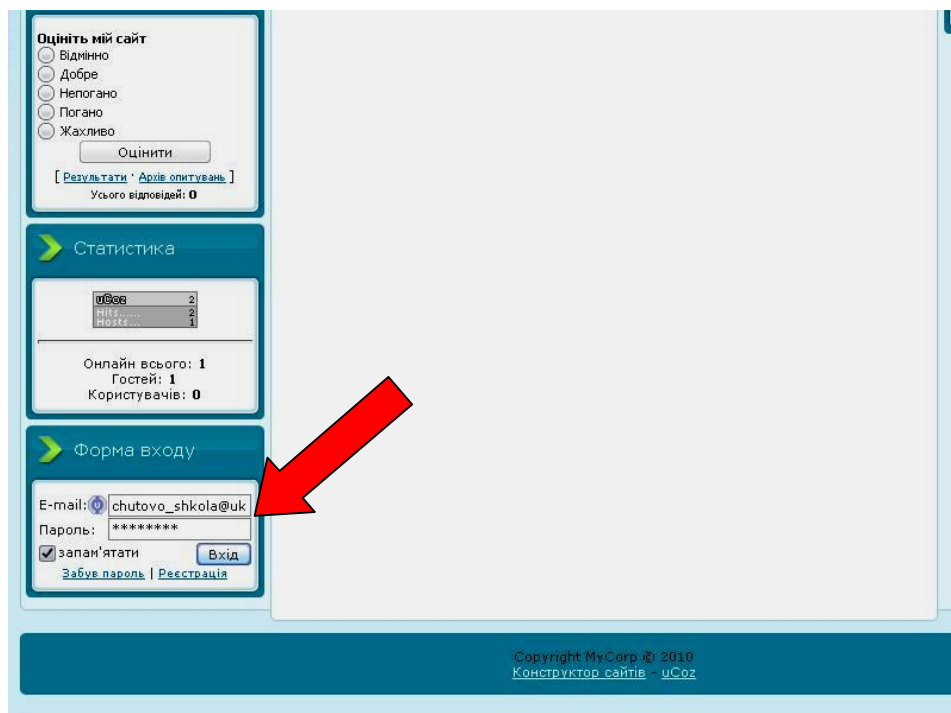 Оцініть мій сайт
Відмінно
Добре
Непогано
Погано
Жахливо
Оцінити
[ Результати · Архів опитувань ]
Усього відповідей: 0
Статистика
uCoz 2
Hits...... 2
Hosts... 1
Онлайн всього: 1
Гостей: 1
Користувачів: 0
Форма входу
E-mail: chutovo_shkola@uk
Пароль: ********
запам'ятати Вхід
Забув пароль | Реєстрація
Copyright MyCorp © 2010
Конструктор сайтів - uCoz